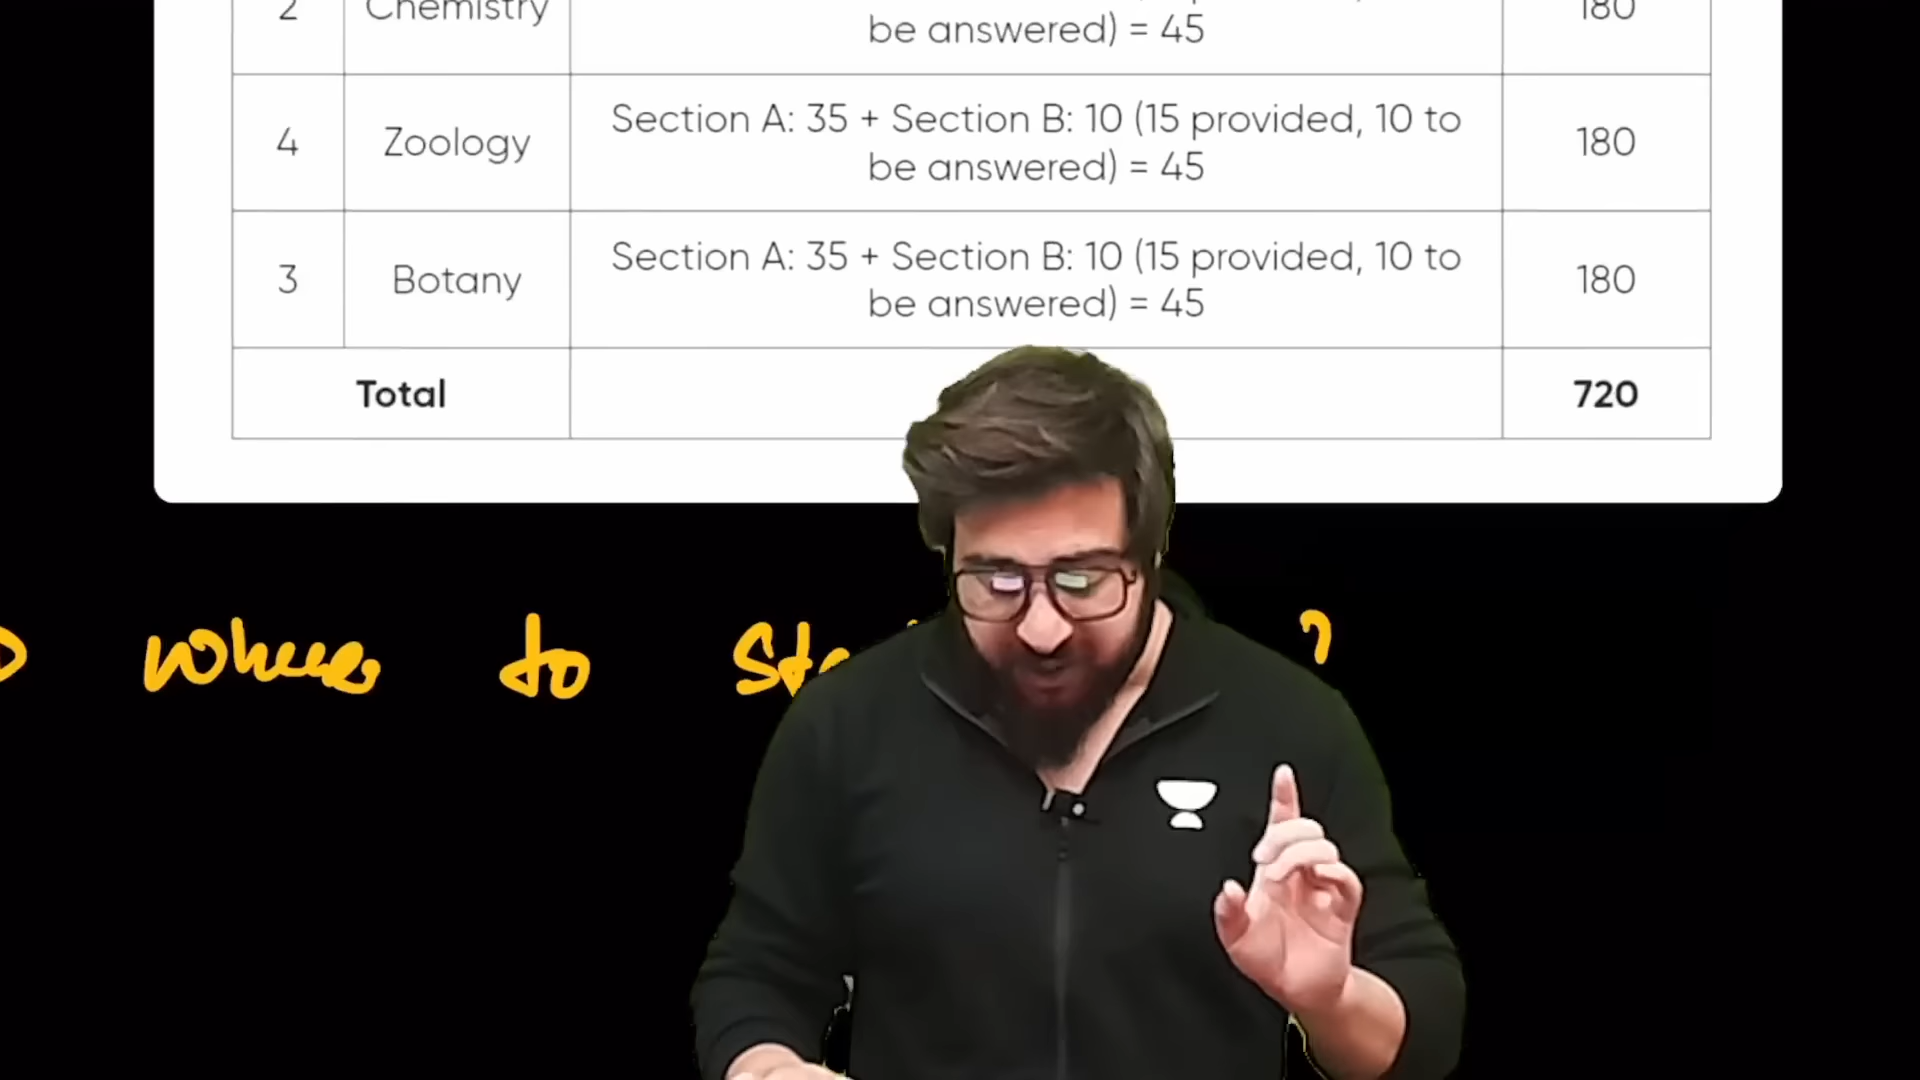 2 Chemistry be answered) = 45 180
4 Zoology Section A: 35 + Section B: 10 (15 provided, 10 to be answered) = 45 180
3 Botany Section A: 35 + Section B: 10 (15 provided, 10 to be answered) = 45 180
Total 720
where to ?